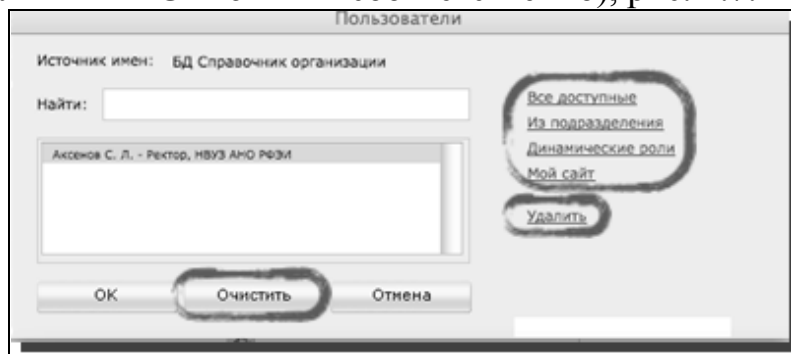 Пользователи
Источник имен: БД Справочник организации
Найти:
Все доступные
Из подразделения
Динамические роли
Мой сайт
Аксенов С. Л. - Ректор, НВУЗ АНО РФЭИ
Удалить
ОК Очистить Отмена